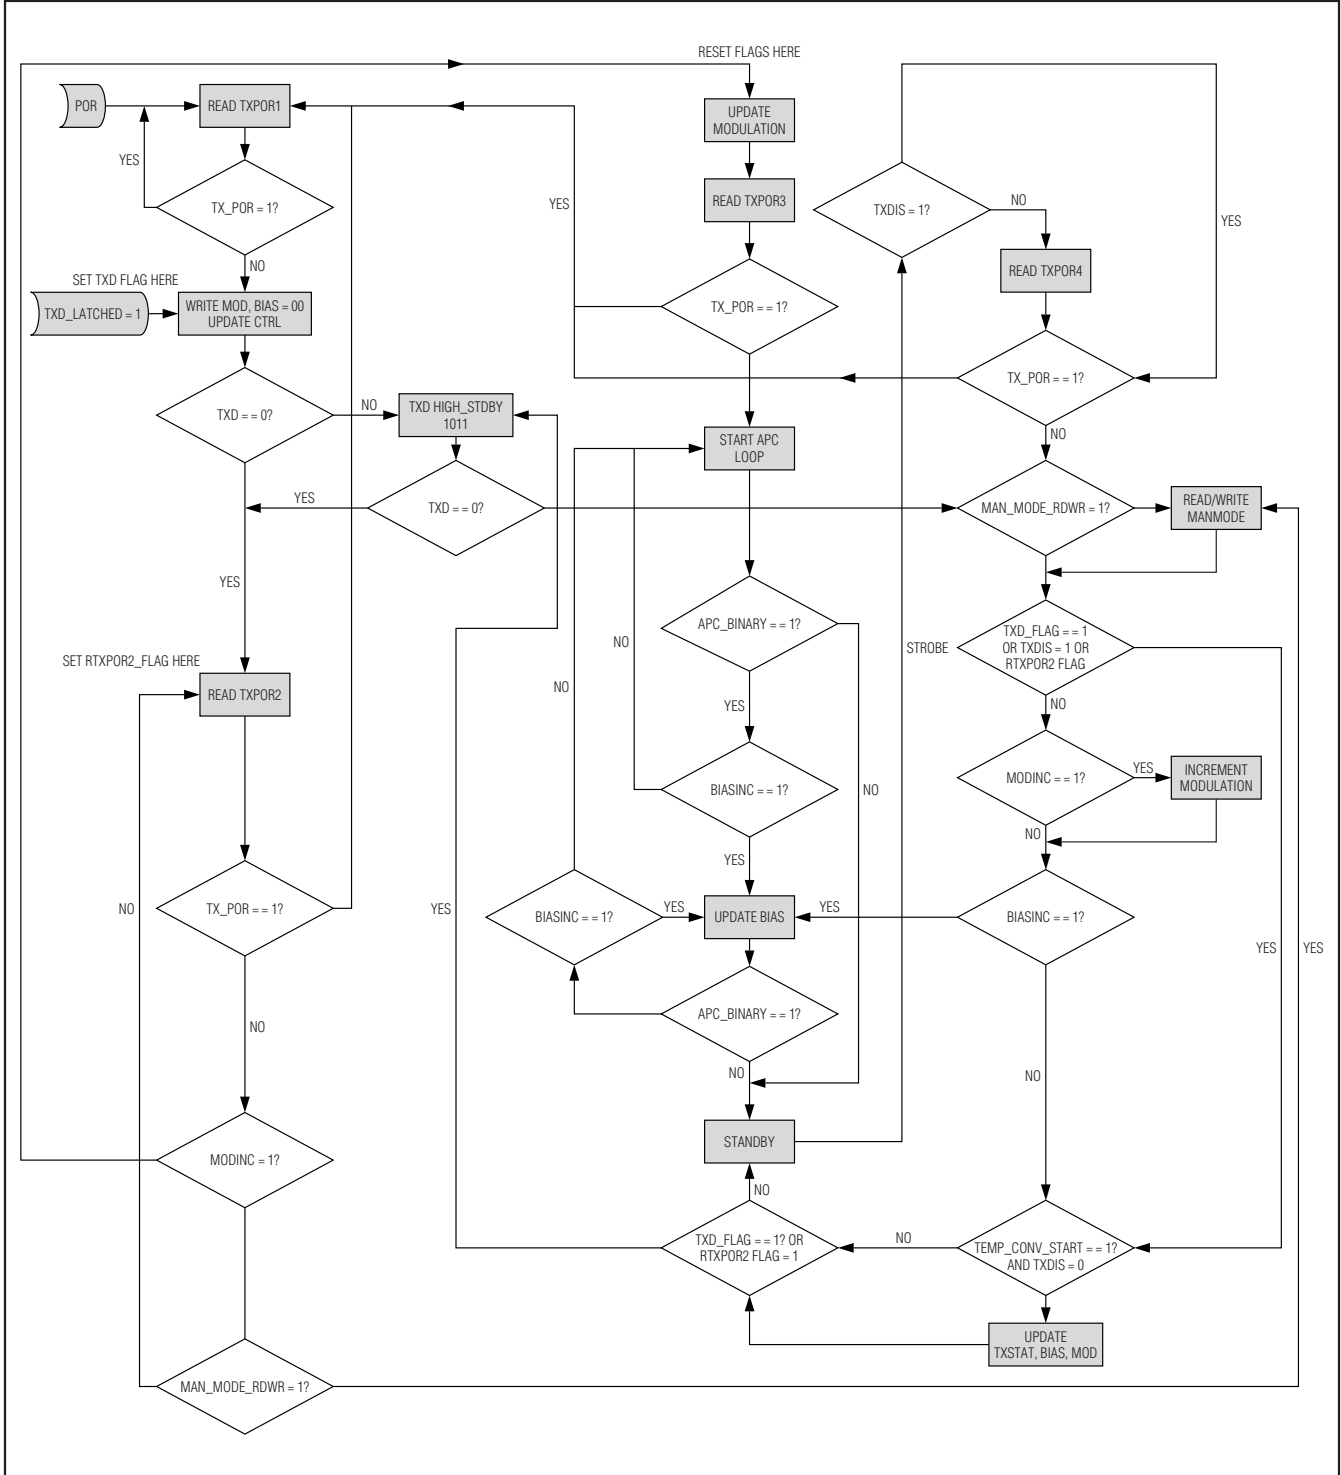 RESET FLAGS HERE
POR
READ TXPOR1
UPDATE
MODULATION
YES
TX_POR = 1?
READ TXPOR3
TXDIS = 1?
NO
YES
YES
READ TXPOR4
NO
SET TXD FLAG HERE
TXD_LATCHED = 1
WRITE MOD, BIAS = 00
UPDATE CTRL
TX_POR = = 1?
TX_POR = = 1?
TXD = = 0?
NO
TXD HIGH_STDBY
1011
START APC
LOOP
NO
YES
TXD = = 0?
MAN_MODE_RDWR = 1?
READ/WRITE
MANMODE
YES
APC_BINARY = = 1?
NO
STROBE
TXD_FLAG = = 1
OR TXDIS = 1 OR
RTXPOR2 FLAG
SET RTXPOR2_FLAG HERE
READ TXPOR2
NO
YES
NO
MODINC = = 1?
YES
INCREMENT
MODULATION
BIASINC = = 1?
NO
NO
YES
TX_POR = = 1?
NO
YES
BIASINC = = 1?
YES
UPDATE BIAS
YES
BIASINC = = 1?
YES
YES
APC_BINARY = = 1?
NO
NO
NO
STANDBY
MODINC = 1?
NO
TXD_FLAG = = 1? OR
RTXPOR2 FLAG = 1
NO
TEMP_CONV_START = = 1?
AND TXDIS = 0
UPDATE
TXSTAT, BIAS, MOD
MAN_MODE_RDWR = 1?